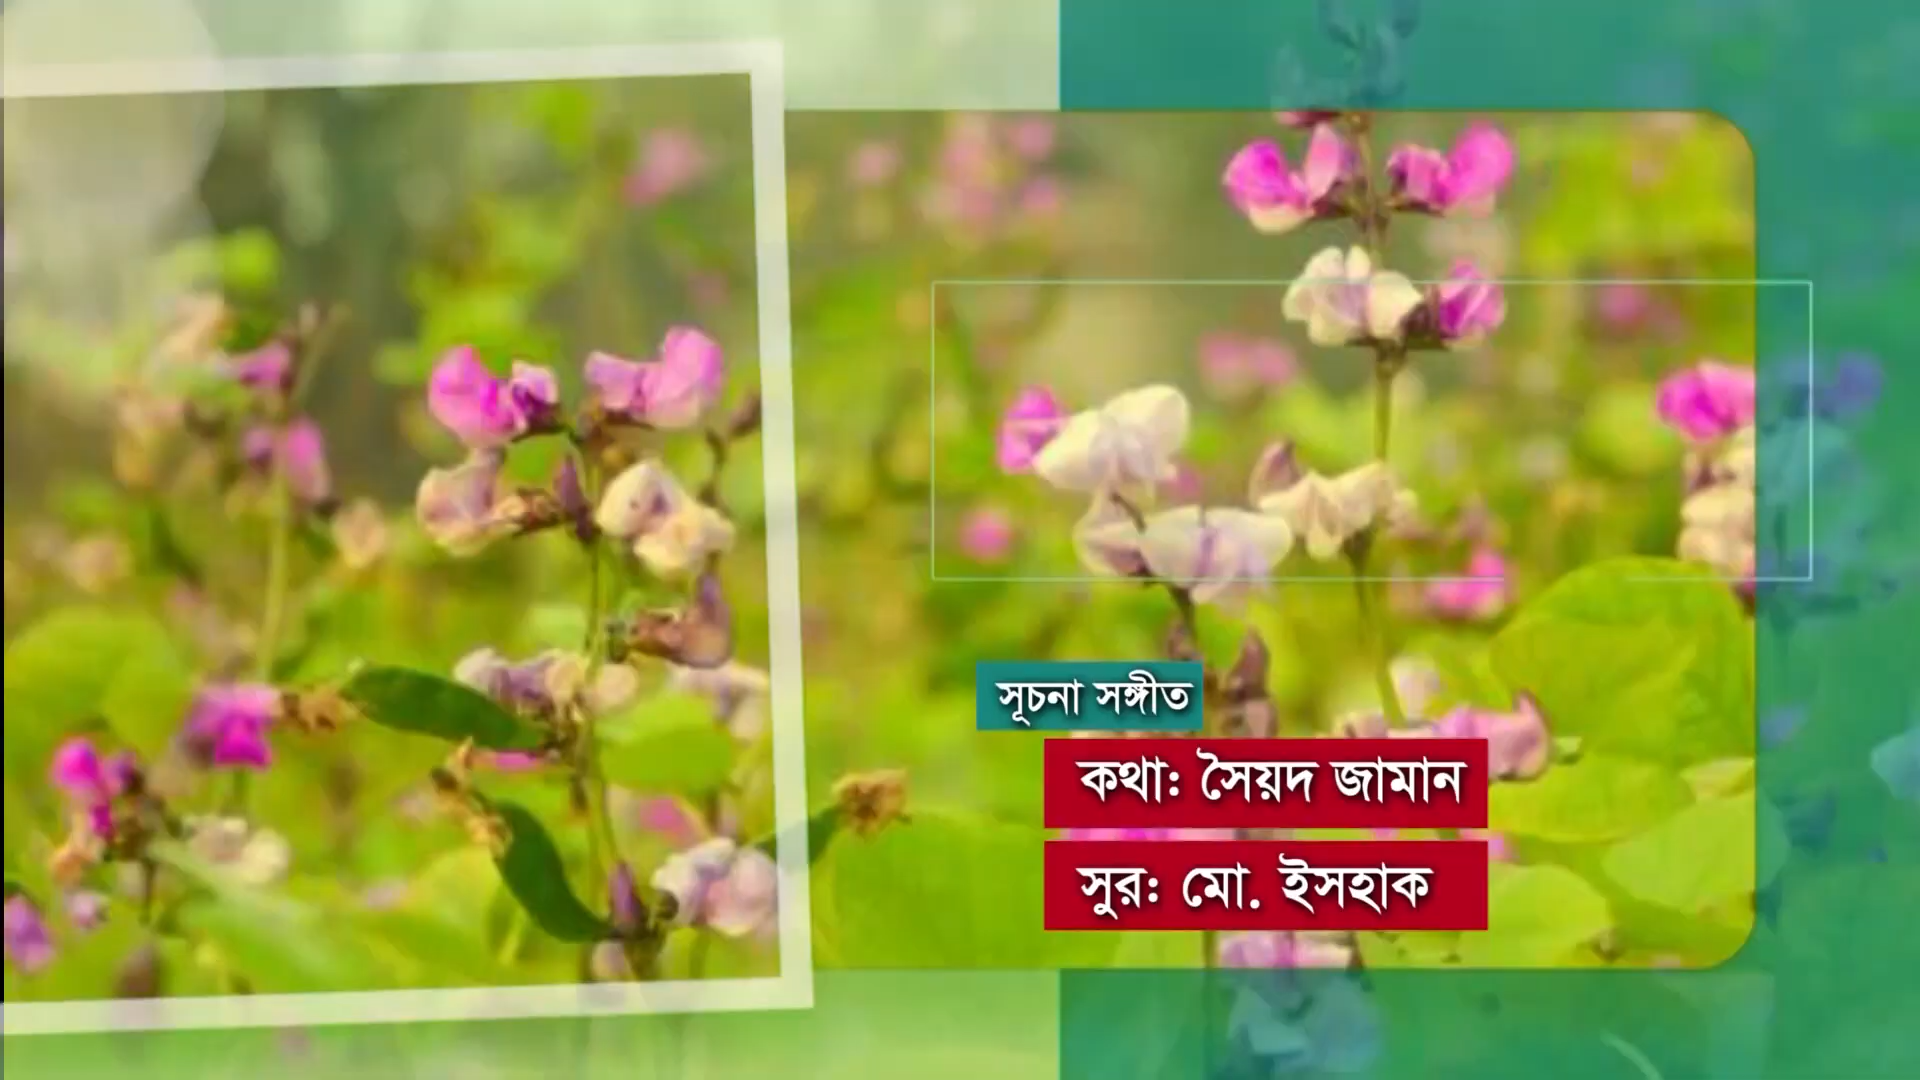 সূচনা সঙ্গীত
কথা: সৈয়দ জামান
সুর: মো. ইসহাক